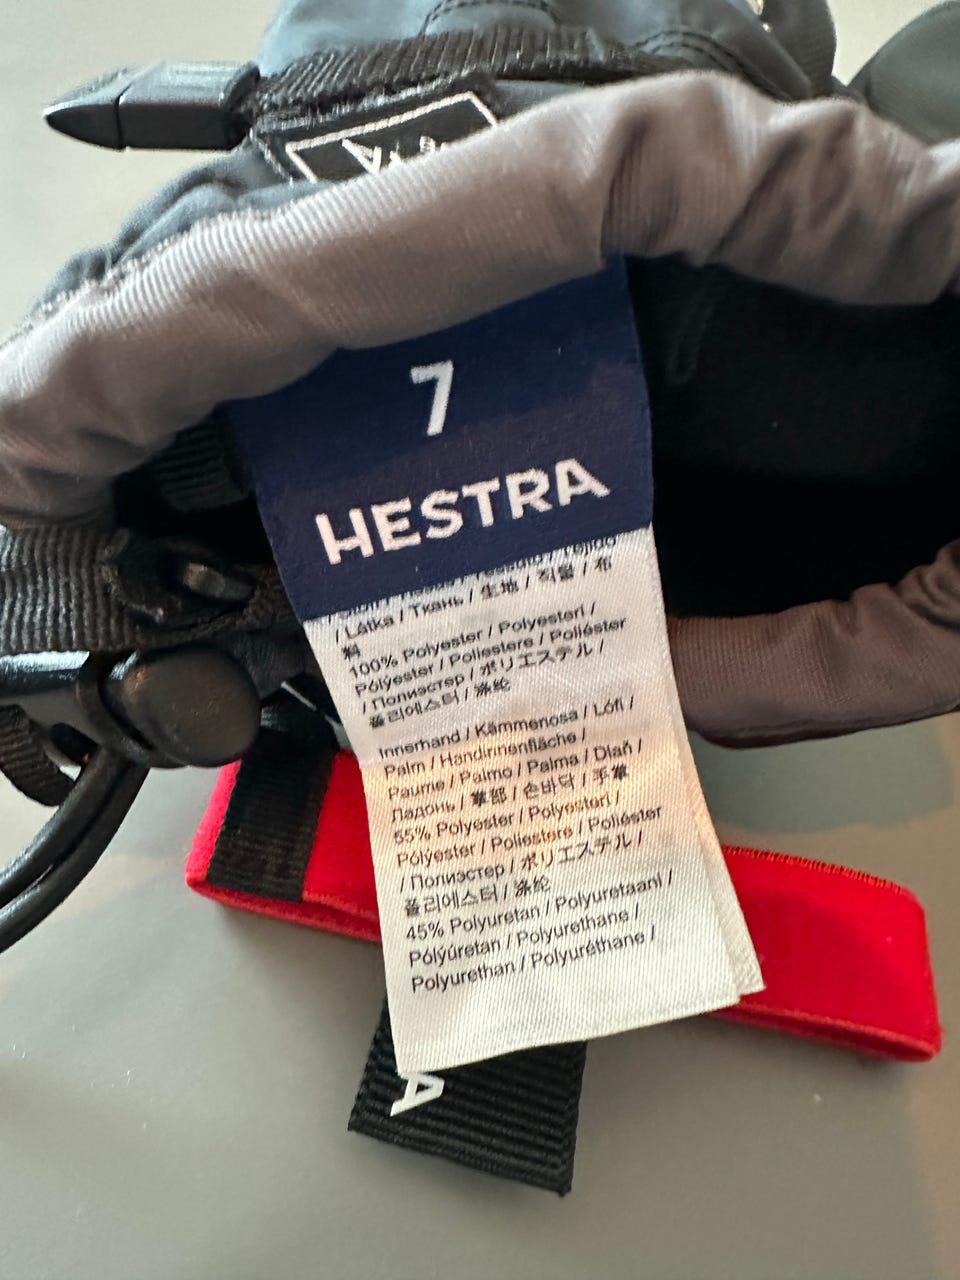 7
HESTRA
/ Látka / Ткань / 生地 / 직물 / 布
料
100% Polyester / Polyesteri /
Pólýester / Poliestere / Poliéster
/ Полиэстер / ポリエステル /
폴리에스터 / 涤纶
Innerhand / Kämmenosa / Lófi /
Palm / Handinnenfläche /
Paume / Palmo / Palma / Dlaň /
Ладонь / 掌部 / 손바닥 / 手掌
55% Polyester / Polyesteri /
Pólýester / Poliestere / Poliéster
/ Полиэстер / ポリエステル /
폴리에스터 / 涤纶
45% Polyuretan / Polyuretaani /
Pólýúretan / Polyurethane /
Polyurethan / Polyuréthane /
A